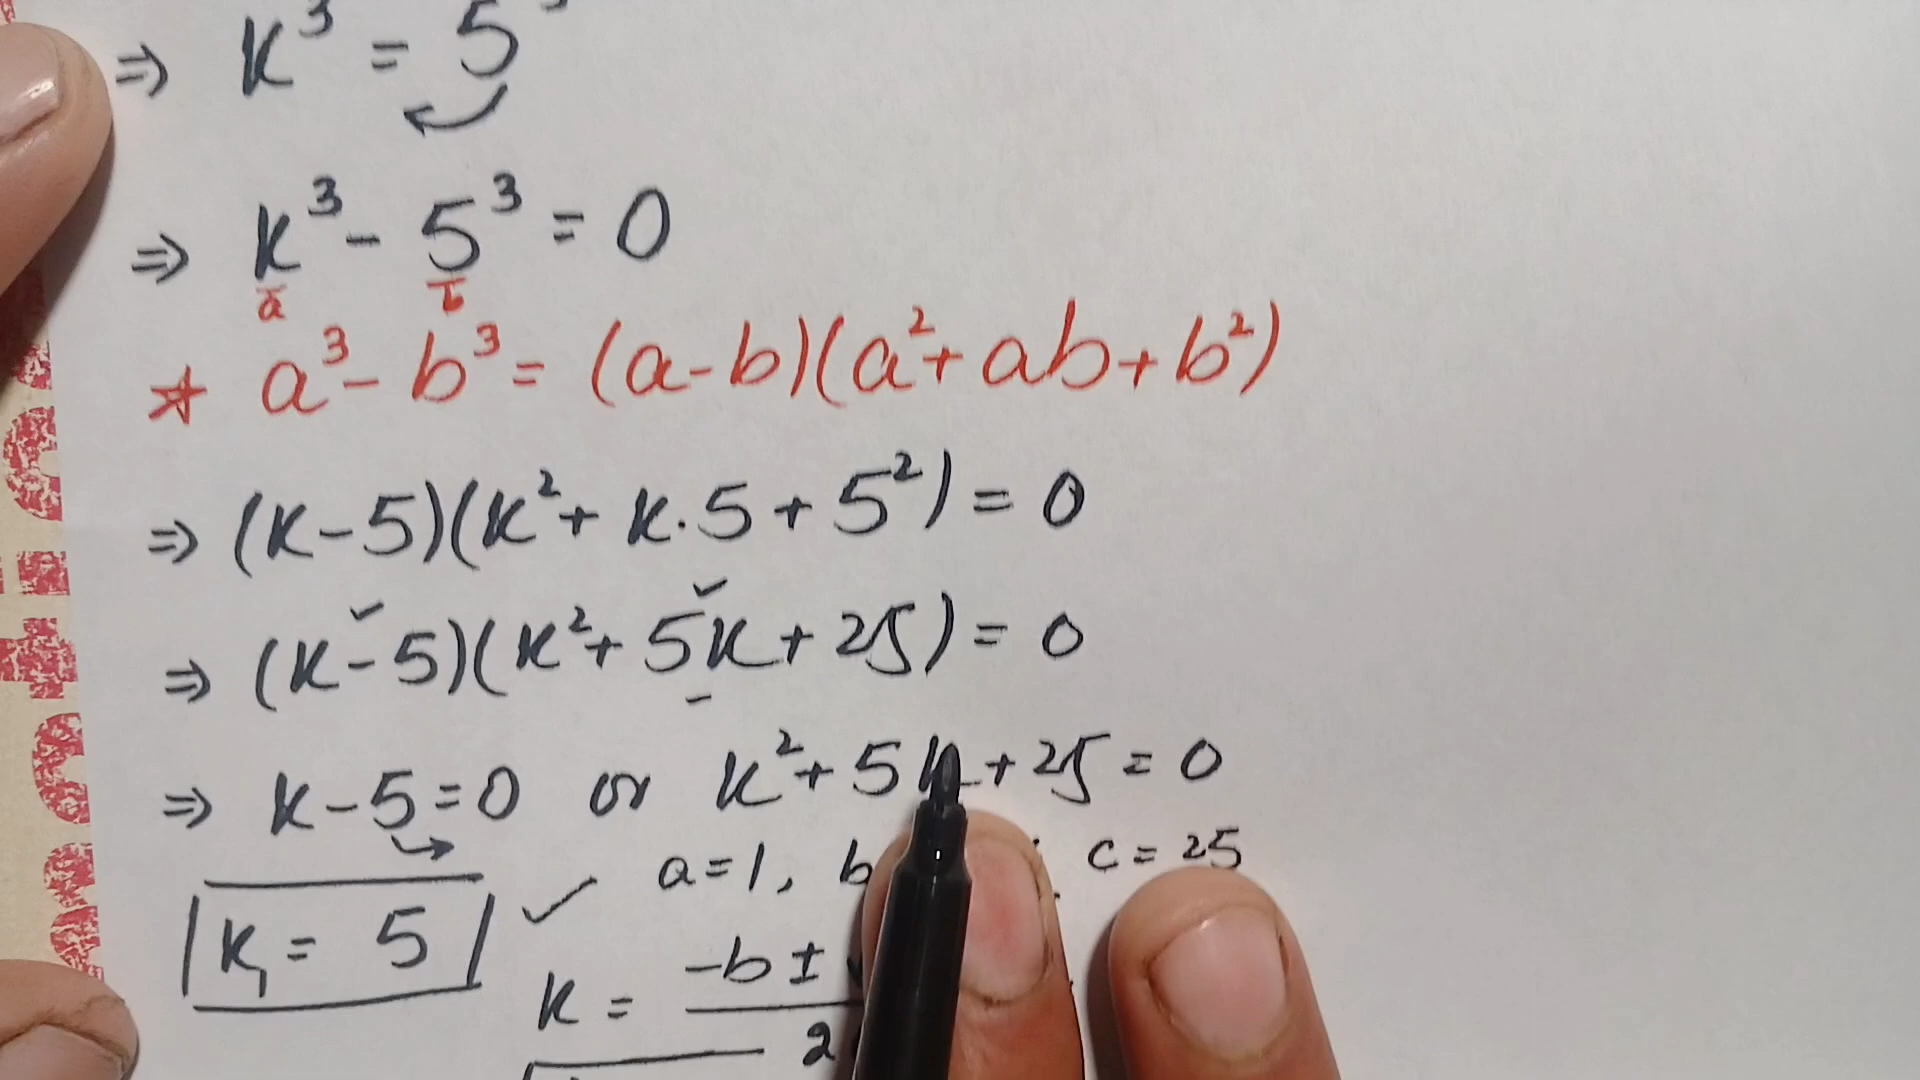 ⇒ k³ = 5³
⇒ k³ - 5³ = 0
a b
* a³ - b³ = (a-b)(a² + ab + b²)
⇒ (k-5)(k² + k·5 + 5²) = 0
⇒ (k-5)(k² + 5k + 25) = 0
⇒ k-5=0 or k² + 5k + 25 = 0
a=1, b c = 25
k₁ = 5 ✓
k = -b ±
2